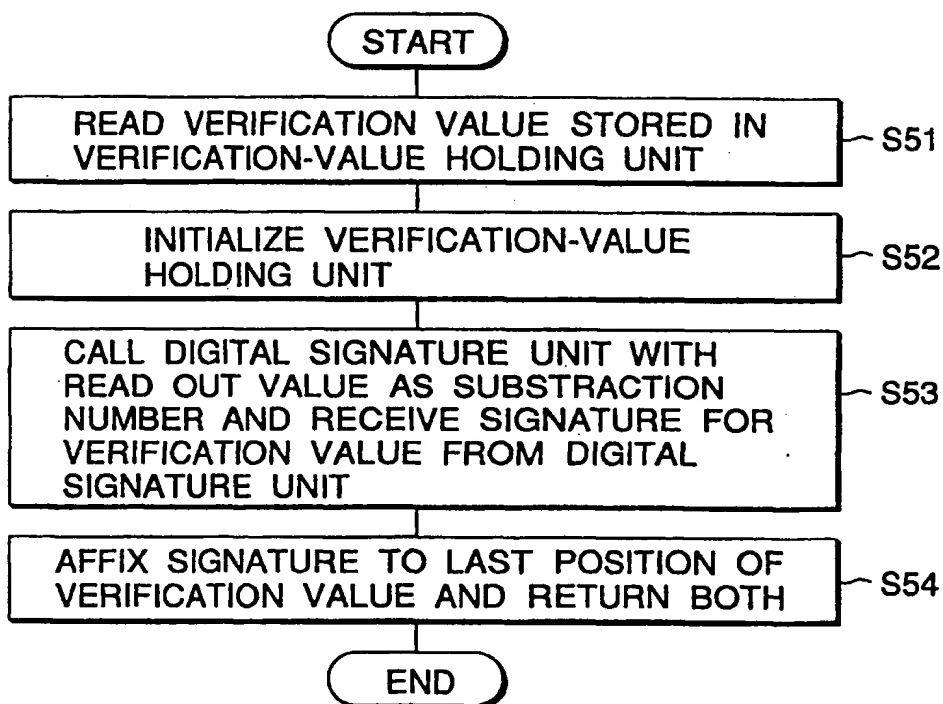 START
READ VERIFICATION VALUE STORED IN
VERIFICATION-VALUE HOLDING UNIT
S51
INITIALIZE VERIFICATION-VALUE
HOLDING UNIT
S52
CALL DIGITAL SIGNATURE UNIT WITH
READ OUT VALUE AS SUBSTRACTION
NUMBER AND RECEIVE SIGNATURE FOR
VERIFICATION VALUE FROM DIGITAL
SIGNATURE UNIT
S53
AFFIX SIGNATURE TO LAST POSITION OF
VERIFICATION VALUE AND RETURN BOTH
S54
END